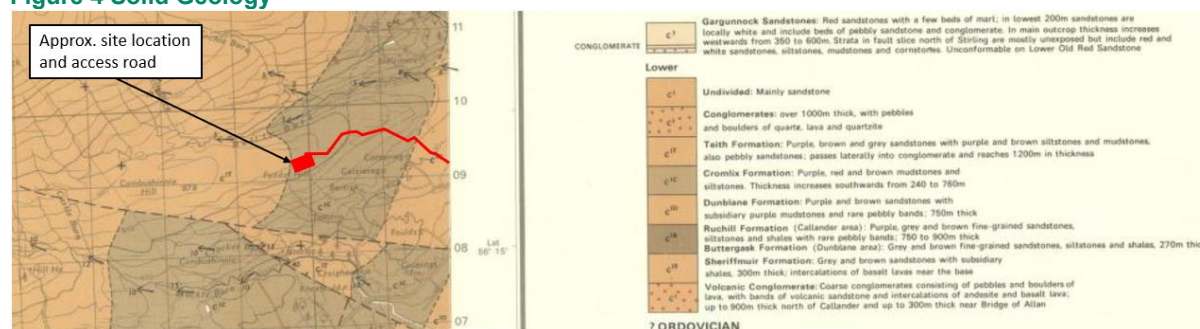 Figure 4 Solid Geology
Approx. site location
and access road
11
10
09
08
07
Cambushinnie
Hill 878
Lat
56° 15'
CONGLOMERATE
c³
Gargunnock Sandstones: Red sandstones with a few beds of marl; in lowest 200m sandstones are
locally white and include beds of pebbly sandstone and conglomerate. In main outcrop thickness increases
westwards from 350 to 600m. Strata in fault slice north of Stirling are mostly unexposed but include red and
white sandstones, siltstones, mudstones and cornstones. Unconformable on Lower Old Red Sandstone
Lower
Undivided: Mainly sandstone
Conglomerates: over 1000m thick, with pebbles
and boulders of quartz, lava and quartzite
Teith Formation: Purple, brown and grey sandstones with purple and brown siltstones and mudstones,
also pebbly sandstones; passes laterally into conglomerate and reaches 1200m in thickness
Cromlix Formation: Purple, red and brown mudstones and
siltstones. Thickness increases southwards from 240 to 760m
Dunblane Formation: Purple and brown sandstones with
subsidiary purple mudstones and rare pebbly bands; 750m thick
Ruchill Formation (Callander area): Purple, grey and brown fine-grained sandstones,
siltstones and shales with rare pebbly bands; 750 to 900m thick
Buttergask Formation (Dunblane area): Grey and brown fine-grained sandstones, siltstones and shales, 270m thic
Sheriffmuir Formation: Grey and brown sandstones with subsidiary
shales, 300m thick; intercalations of basalt lavas near the base
Volcanic Conglomerate: Coarse conglomerates consisting of pebbles and boulders of
lava, with bands of volcanic sandstone and intercalations of andesite and basalt lava;
up to 900m thick north of Callander and up to 300m thick near Bridge of Allan
? ORDOVICIAN